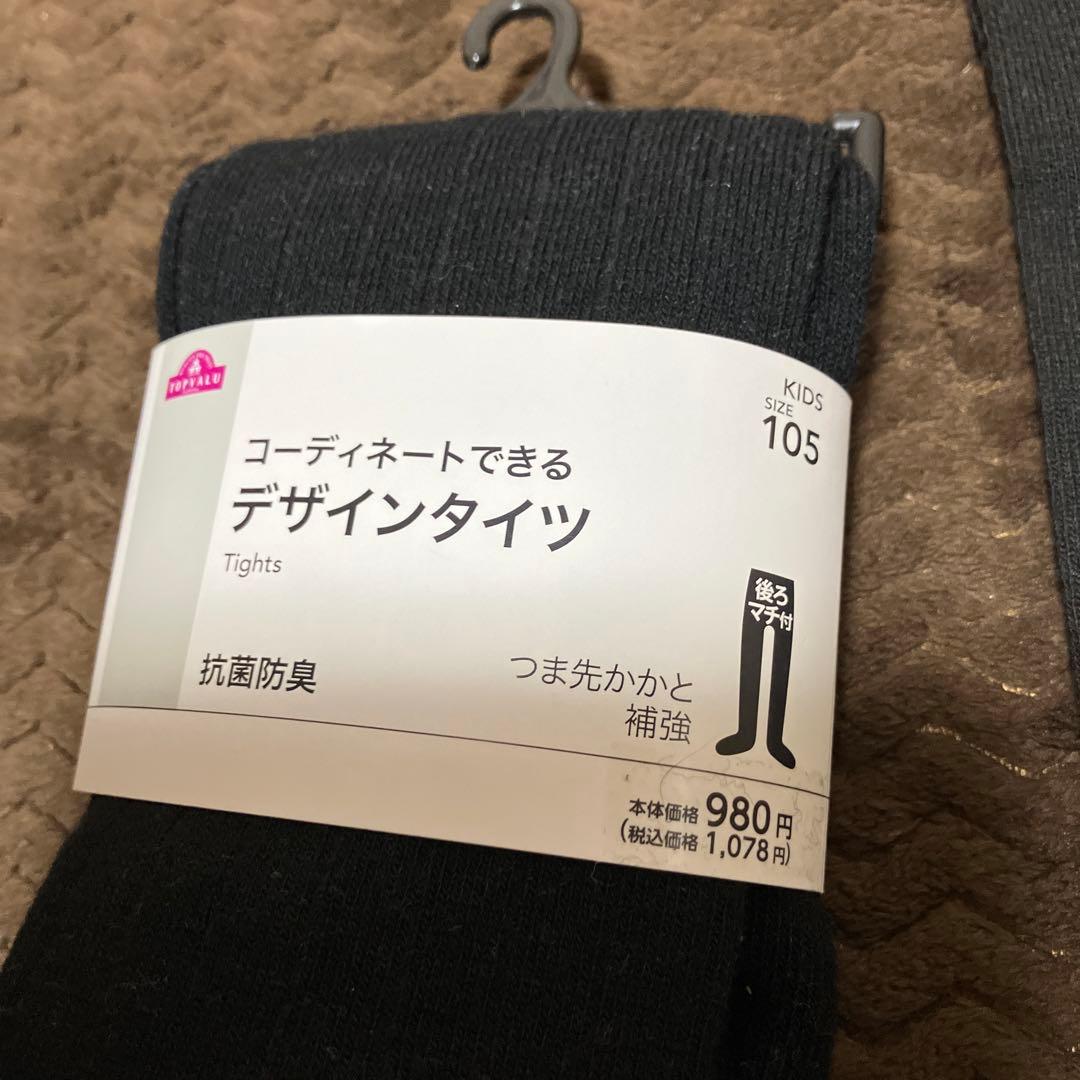 TOPVALU
KIDS
SIZE
105
コーディネートできる
デザインタイツ
Tights
後ろ
マチ付
抗菌防臭
つま先かかと
補強
本体価格 980円
(税込価格 1,078円)